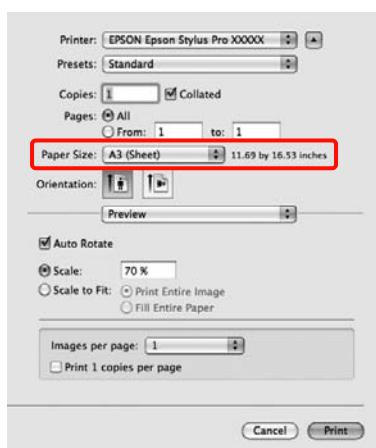 Printer: EPSON Epson Stylus Pro XXXXX
Presets: Standard
Copies: 1 Collated
Pages: All
From: 1 to: 1
Paper Size: A3 (Sheet) 11.69 by 16.53 inches
Orientation:
Preview
Auto Rotate
Scale: 70 %
Scale to Fit: Print Entire Image
Fill Entire Paper
Images per page: 1
Print 1 copies per page
Cancel Print